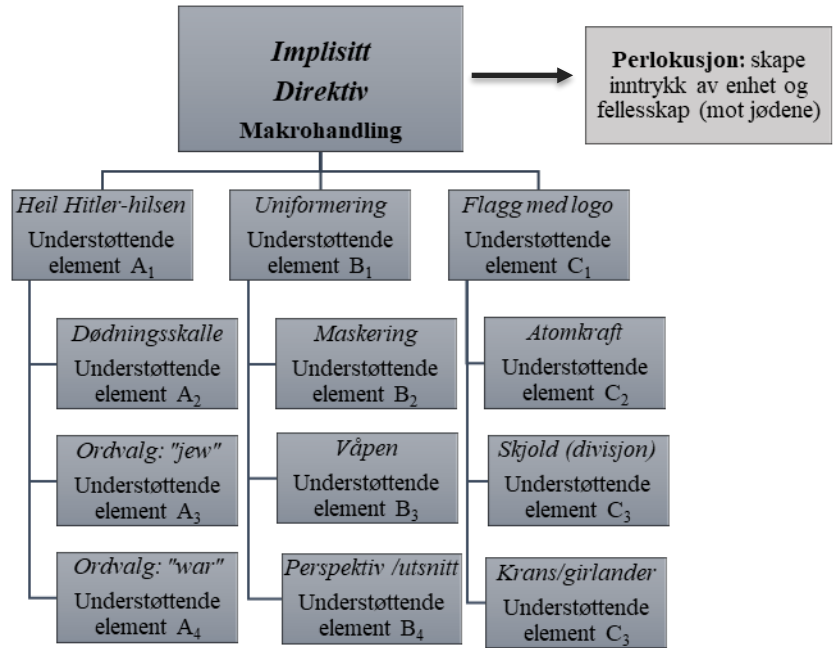 Implisitt
Direktiv
Makrohandling
Perlokusjon: skape
inntrykk av enhet og
fellesskap (mot jødene)
Heil Hitler-hilsen
Understøttende
element A₁
Uniformering
Understøttende
element B₁
Flagg med logo
Understøttende
element C₁
Dødningsskalle
Understøttende
element A₂
Maskering
Understøttende
element B₂
Atomkraft
Understøttende
element C₂
Ordvalg: "jew"
Understøttende
element A₃
Våpen
Understøttende
element B₃
Skjold (divisjon)
Understøttende
element C₃
Ordvalg: "war"
Understøttende
element A₄
Perspektiv /utsnitt
Understøttende
element B₄
Krans/girlander
Understøttende
element C₃